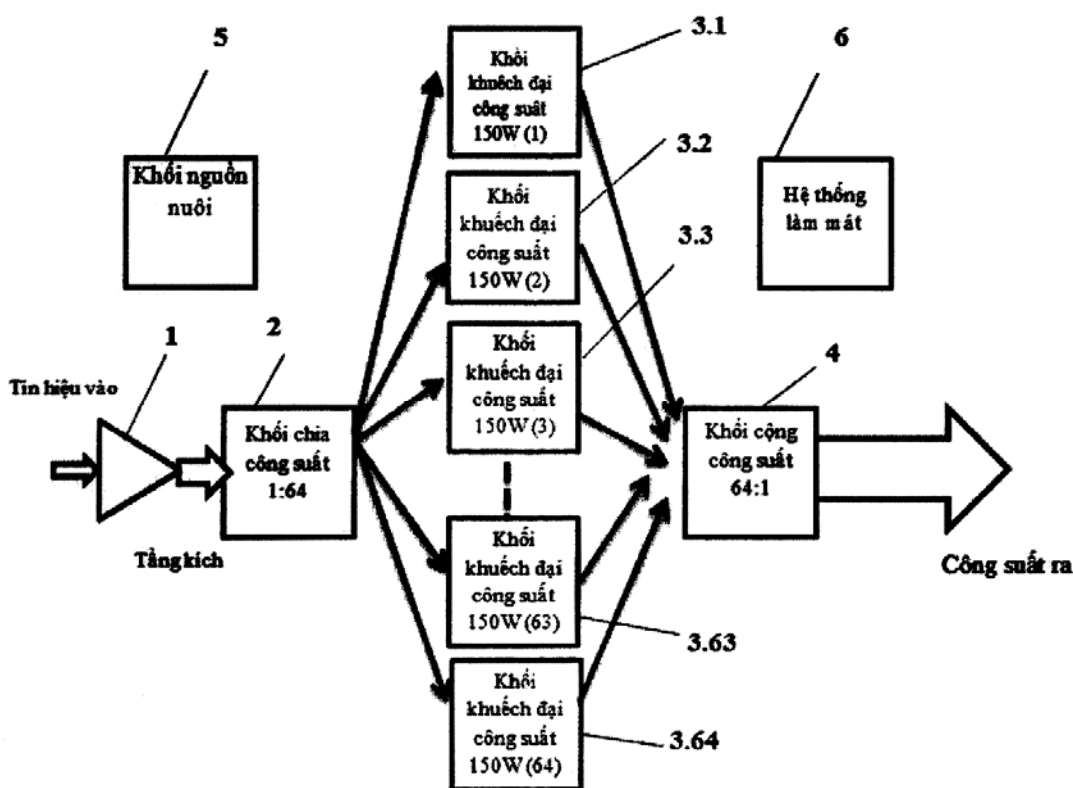 5
3.1
6
Khối
khuếch đại
công suất
150W (1)
3.2
Khối nguồn
nuôi
Khối
khuếch đại
công suất
150W (2)
Hệ thống
làm mát
3.3
1
2
Khối
khuếch đại
công suất
150W (3)
4
Tín hiệu vào
Khối chia
công suất
1:64
Khối cộng
công suất
64:1
Tầng kích
Khối
khuếch đại
công suất
150W (63)
Công suất ra
3.63
Khối
khuếch đại
công suất
150W (64)
3.64